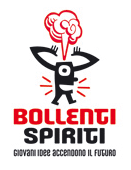 BOLLENTI
SPIRITI
GIOVANI IDEE ACCENDONO IL FUTURO